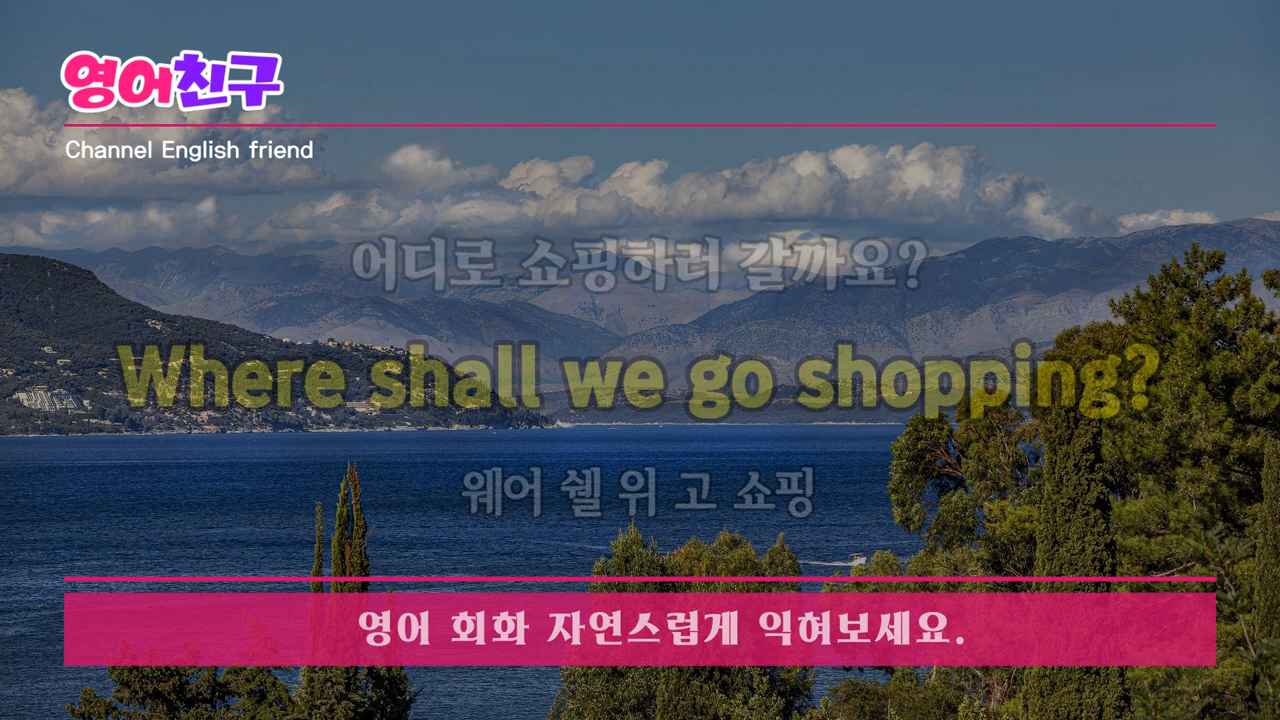 영어친구
Channel English friend
어디로 쇼핑하러 갈까요?
Where shall we go shopping?
웨어 쉘 위 고 쇼핑
영어 회화 자연스럽게 익혀보세요.